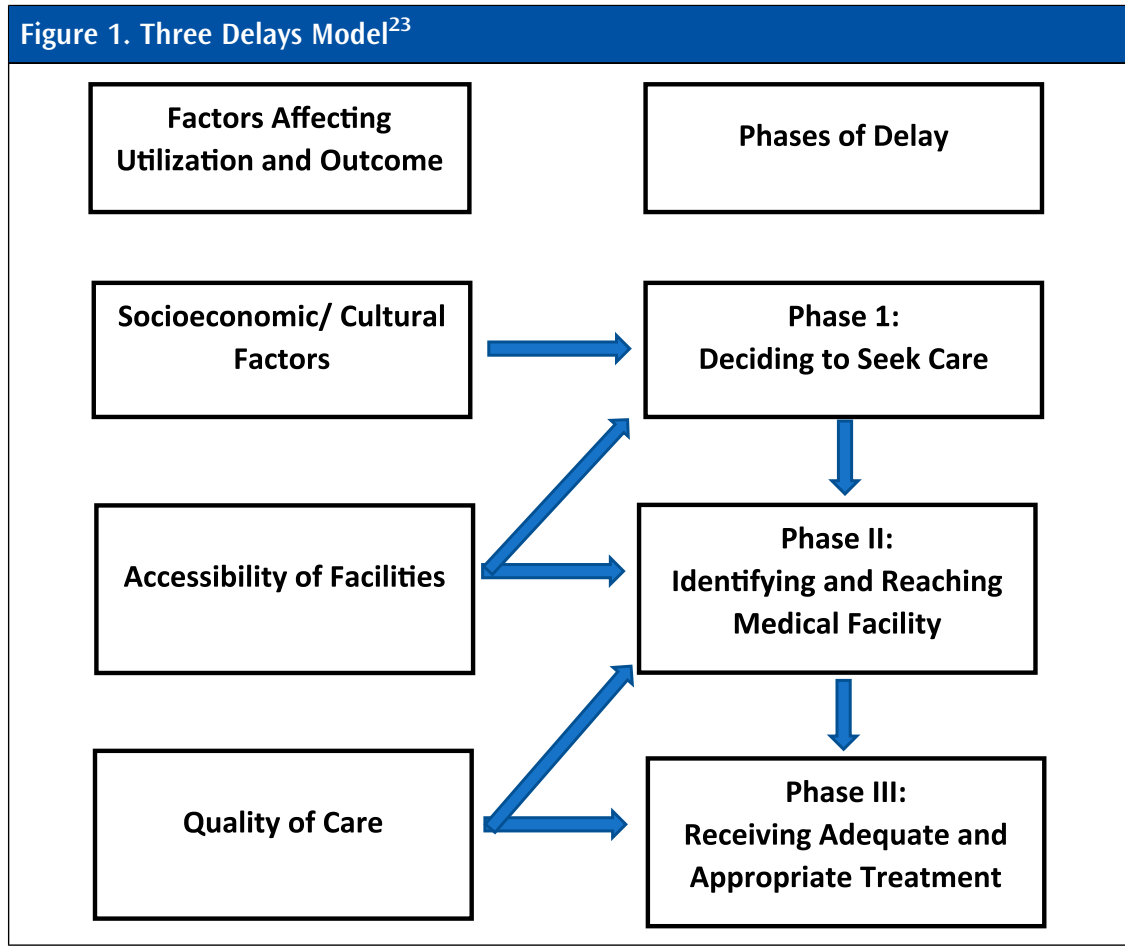 Figure 1. Three Delays Model23
Factors Affecting
Utilization and Outcome
Phases of Delay
Socioeconomic/ Cultural
Factors
Phase 1:
Deciding to Seek Care
Accessibility of Facilities
Phase II:
Identifying and Reaching
Medical Facility
Quality of Care
Phase III:
Receiving Adequate and
Appropriate Treatment